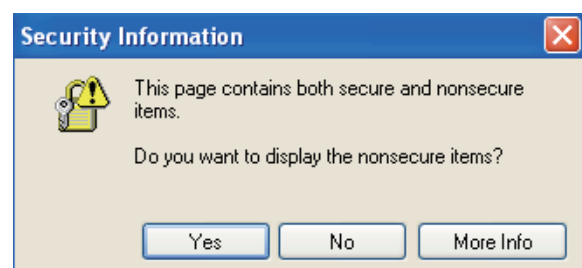 Security Information
This page contains both secure and nonsecure
items.
Do you want to display the nonsecure items?
Yes No More Info